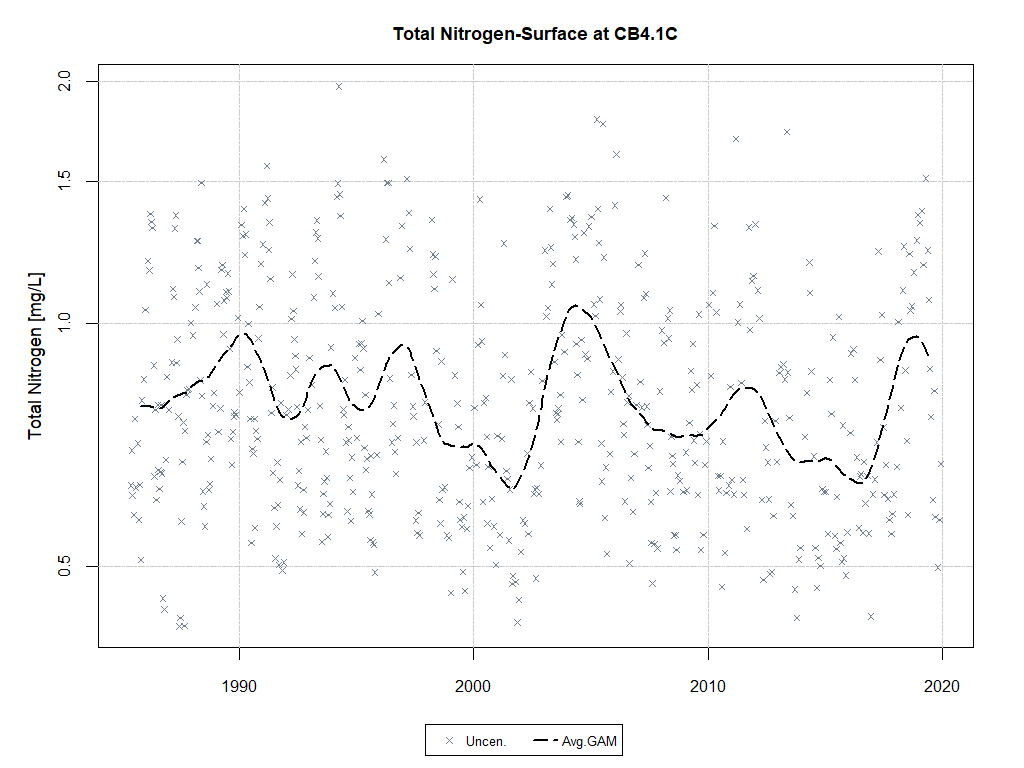 Total Nitrogen-Surface at CB4.1C
Total Nitrogen [mg/L]
2.0
1.5
1.0
0.5
1990 2000 2010 2020
Uncen. Avg.GAM